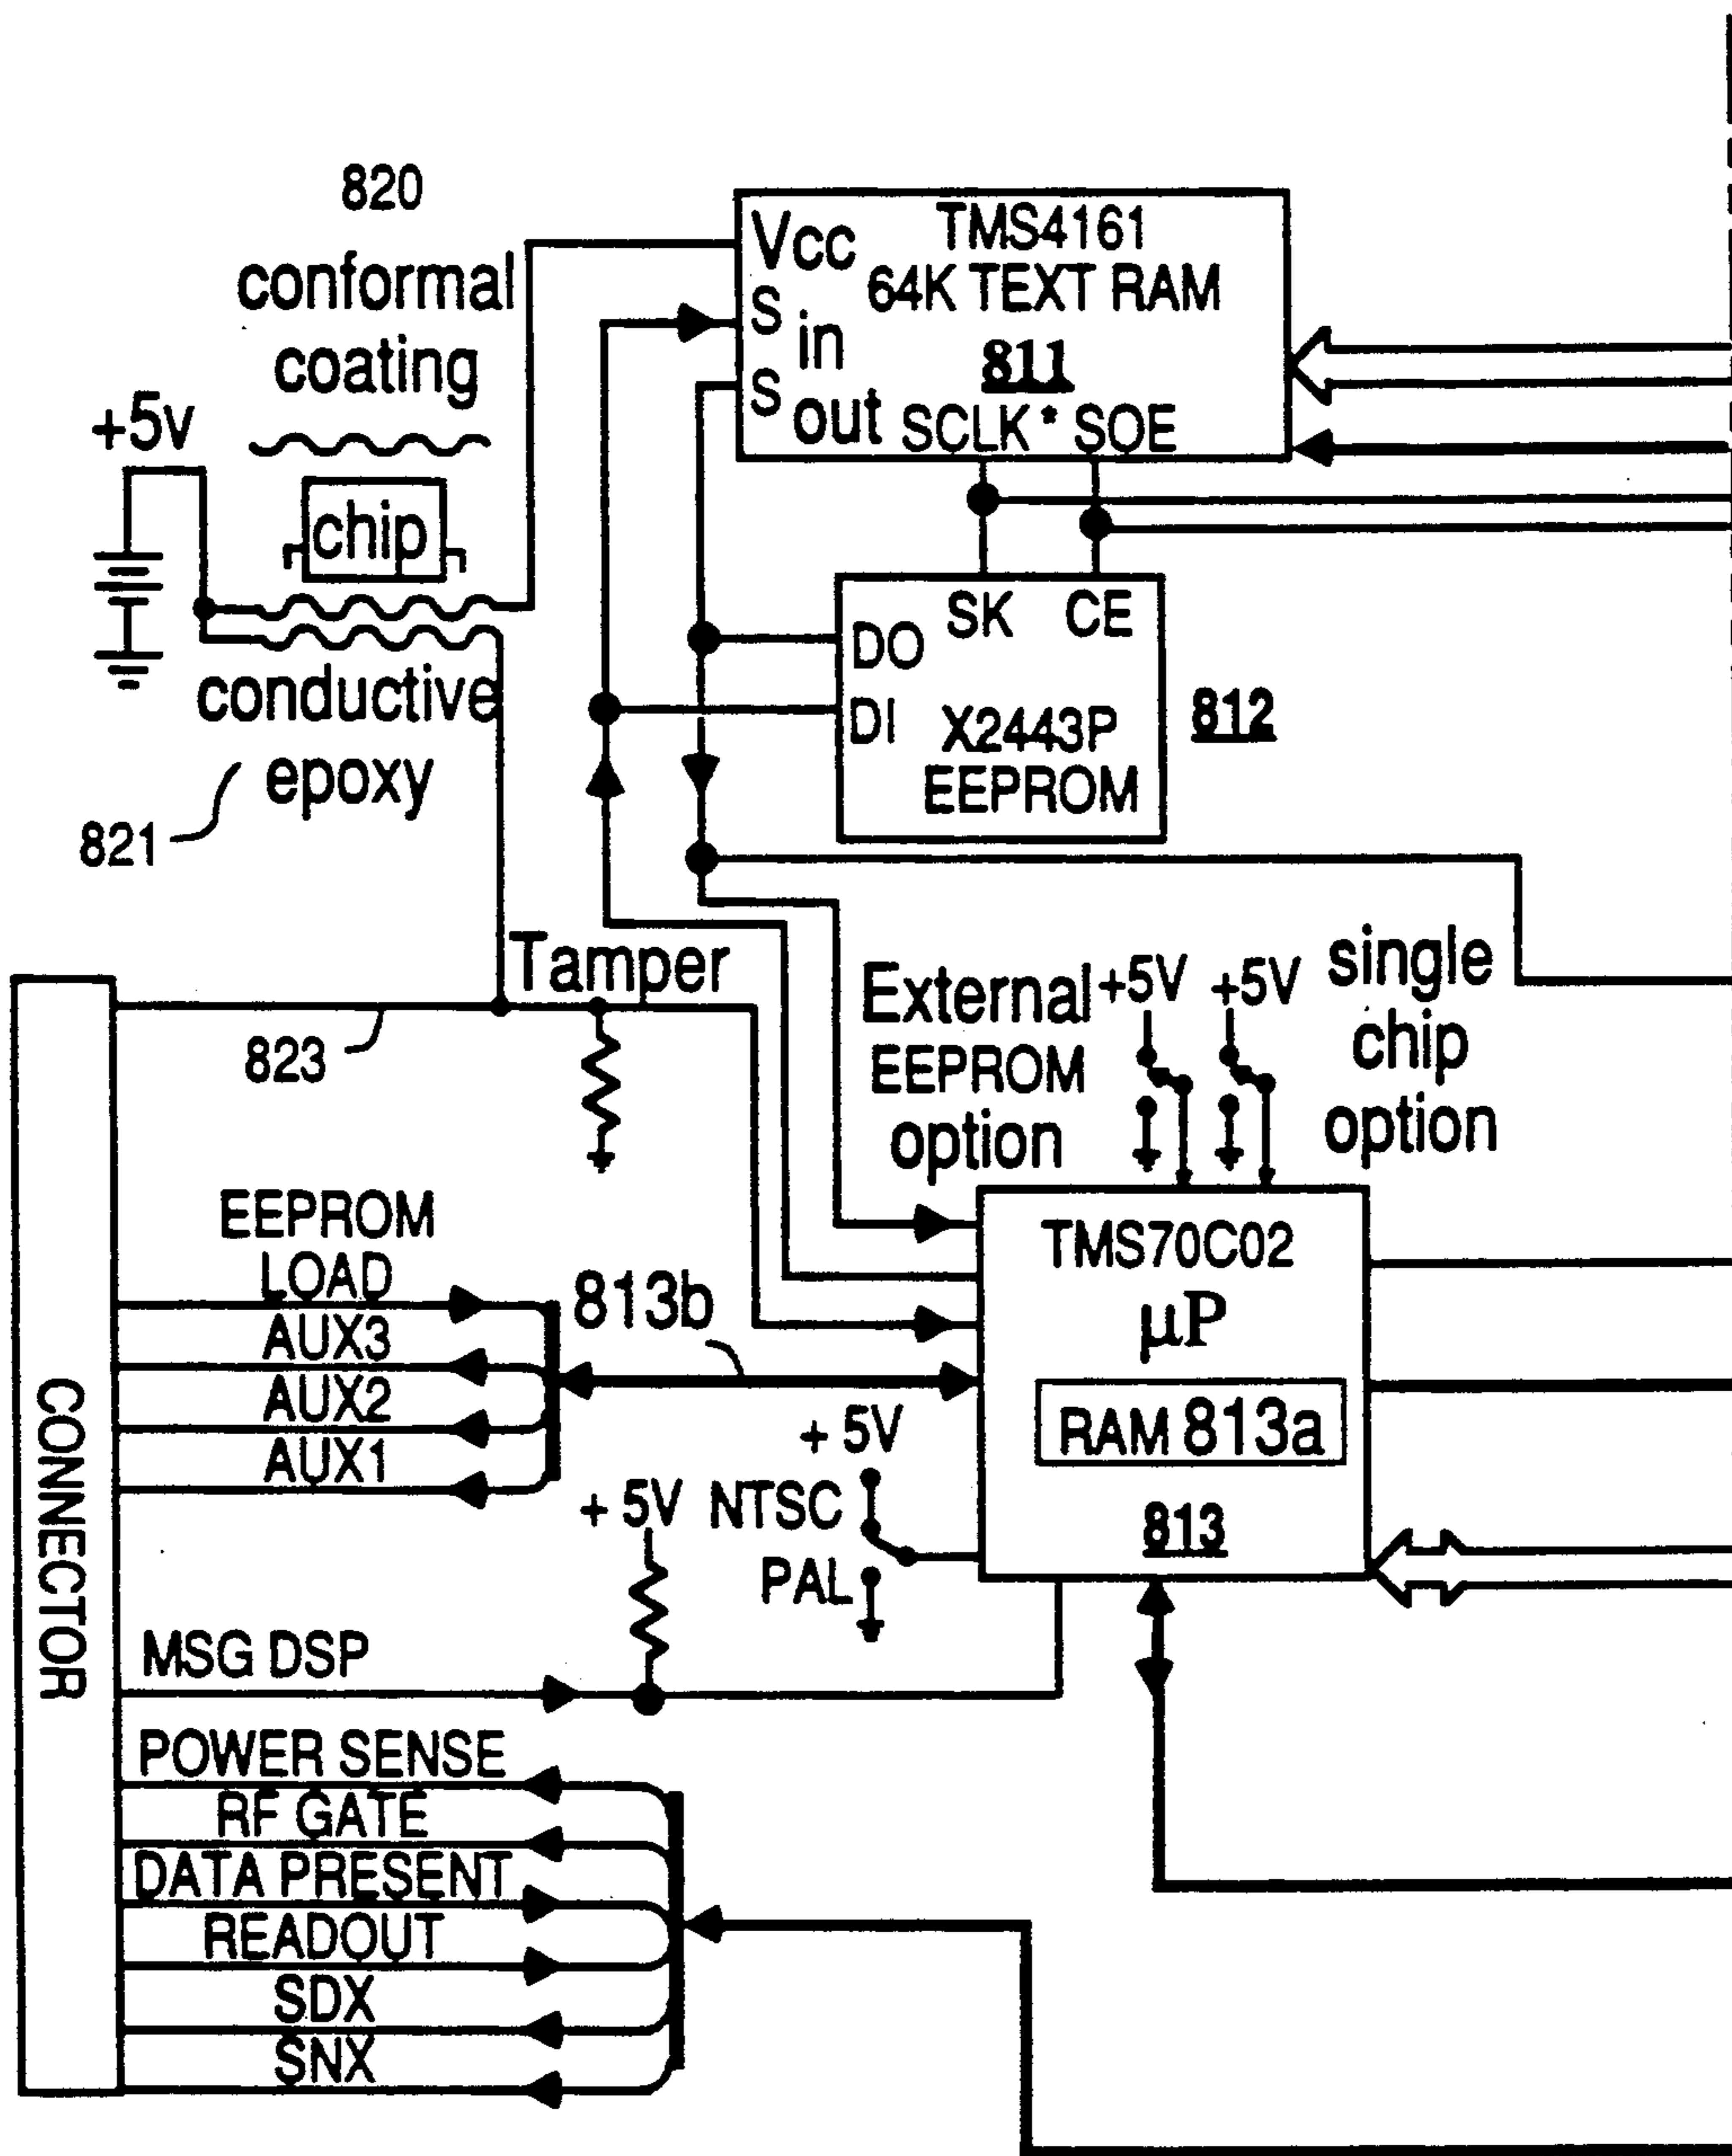 820
conformal
coating
+5v
chip
conductive
epoxy
821
Vcc
TMS4161
64K TEXT RAM
S in
811
S out
SCLK* SOE
SK CE
DO
DI
X2443P
EEPROM
812
Tamper
823
External
EEPROM
option
+5V
+5V
single
chip
option
CONNECTOR
EEPROM
LOAD
AUX3
AUX2
AUX1
813b
TMS70C02
µP
RAM 813a
813
+ 5V
NTSC
PAL
+ 5V
MSG DSP
POWER SENSE
RF GATE
DATA PRESENT
READOUT
SDX
SNX